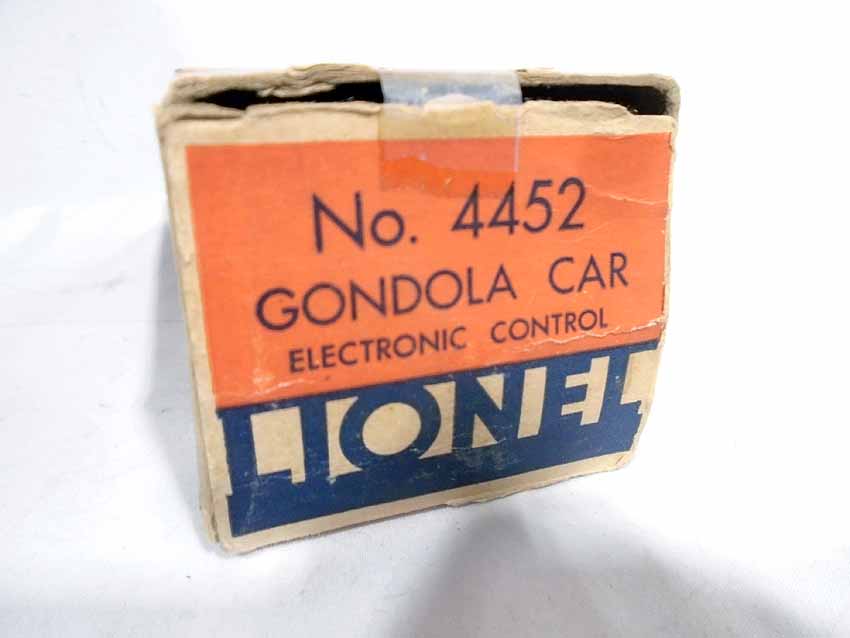 No. 4452
GONDOLA CAR
ELECTRONIC CONTROL
LIONEL